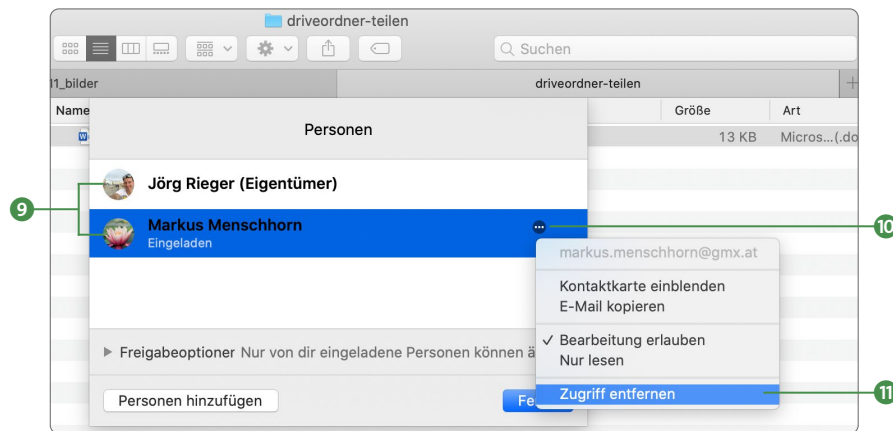 driveordner-teilen
Suchen
11_bilder
driveordner-teilen
Name
Größe
Art
Personen
13 KB
Micros...(.do
Jörg Rieger (Eigentümer)
9
Markus Menschhorn
10
Eingeladen
markus.menschhorn@gmx.at
Kontaktkarte einblenden
E-Mail kopieren
✓ Bearbeitung erlauben
Freigabeoptioner Nur von dir eingeladene Personen können ä
Nur lesen
Personen hinzufügen
Fe
Zugriff entfernen
11